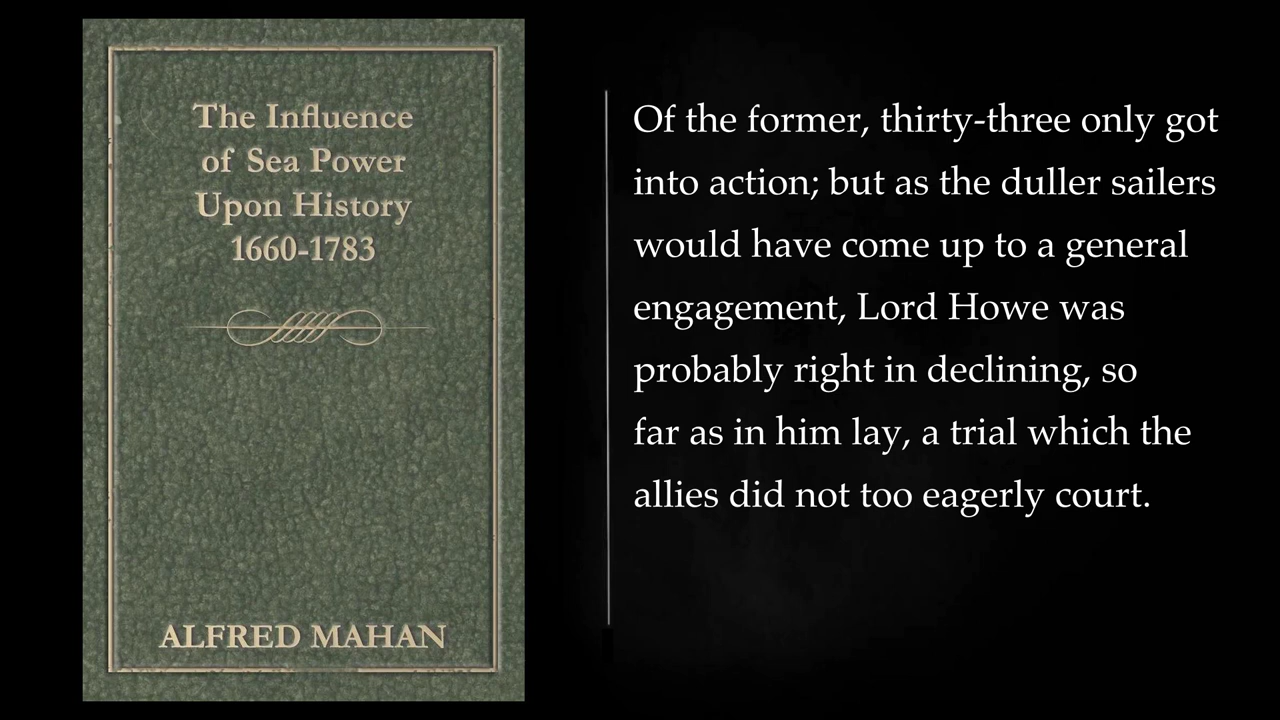 The Influence
of Sea Power
Upon History
1660-1783
ALFRED MAHAN
Of the former, thirty-three only got
into action; but as the duller sailers
would have come up to a general
engagement, Lord Howe was
probably right in declining, so
far as in him lay, a trial which the
allies did not too eagerly court.